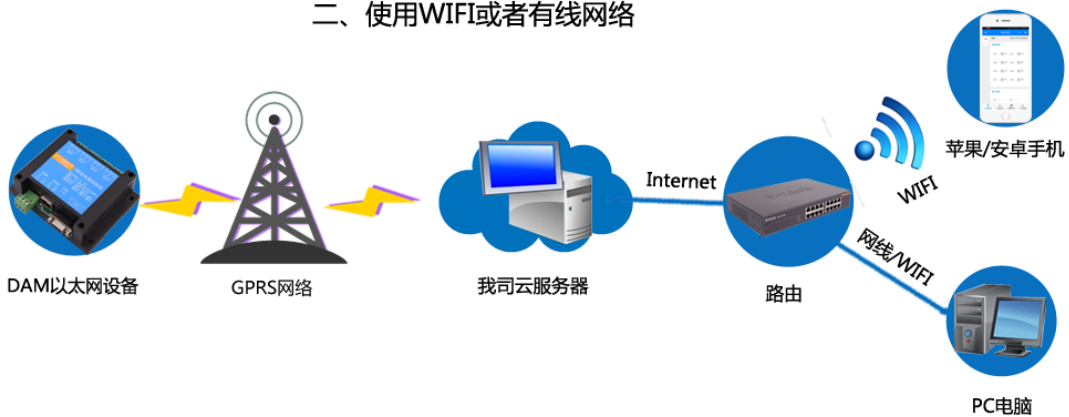 二、使用WIFI或者有线网络
苹果/安卓手机
WIFI
Internet
网线/WIFI
DAM以太网设备
GPRS网络
我司云服务器
路由
PC电脑